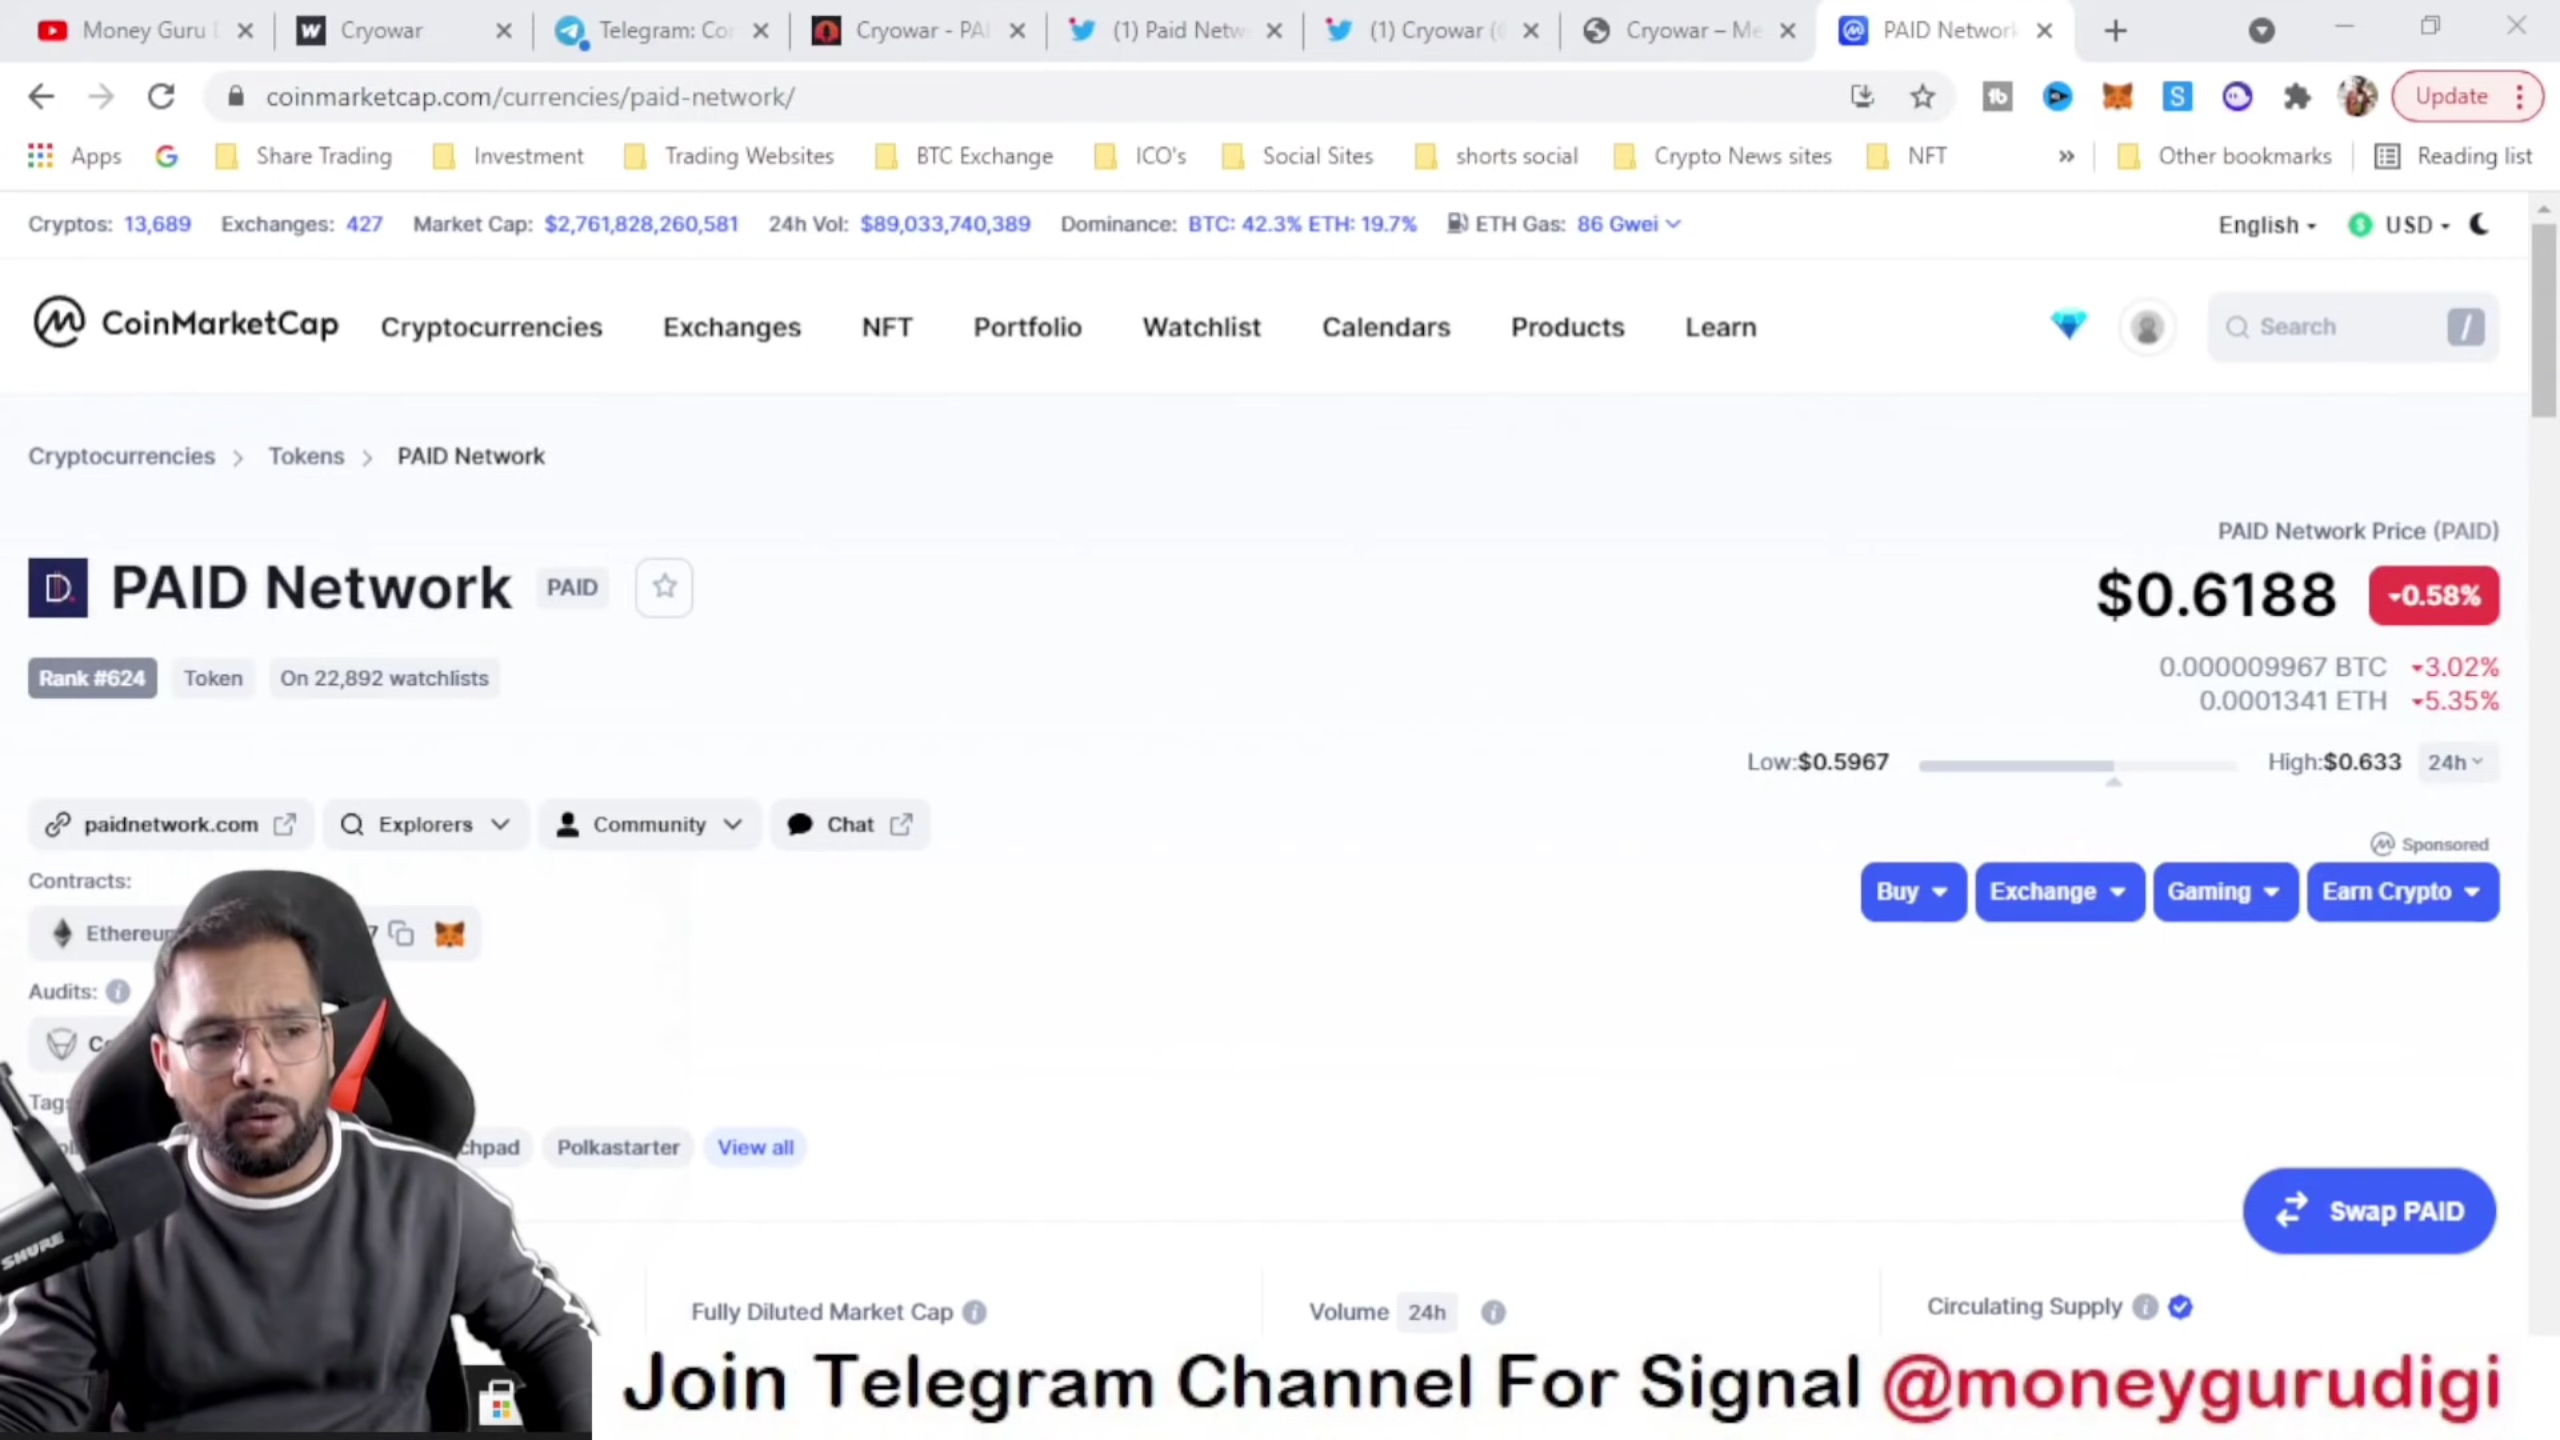 Money Guru
Cryowar
Telegram: Cor
Cryowar - PAI
(1) Paid Netw
(1) Cryowar (
Cryowar – Me
PAID Network
coinmarketcap.com/currencies/paid-network/
Update
Apps
Share Trading
Investment
Trading Websites
BTC Exchange
ICO's
Social Sites
shorts social
Crypto News sites
NFT
Other bookmarks
Reading list
Cryptos: 13,689 Exchanges: 427 Market Cap: $2,761,828,260,581 24h Vol: $89,033,740,389 Dominance: BTC: 42.3% ETH: 19.7% ETH Gas: 86 Gwei
English USD
CoinMarketCap Cryptocurrencies Exchanges NFT Portfolio Watchlist Calendars Products Learn
Search /
Cryptocurrencies > Tokens > PAID Network
PAID Network PAID
PAID Network Price (PAID)
$0.6188 0.58%
Rank #624 Token On 22,892 watchlists
0.000009967 BTC 3.02%
0.0001341 ETH 5.35%
Low:$0.5967 High:$0.633 24h
paidnetwork.com Explorers Community Chat
Sponsored
Buy Exchange Gaming Earn Crypto
Contracts:
Ethereum 7
Audits:
Tags
chpad Polkastarter View all
Swap PAID
SHURE
Fully Diluted Market Cap
Volume 24h
Circulating Supply
Join Telegram Channel For Signal @moneygurudigi